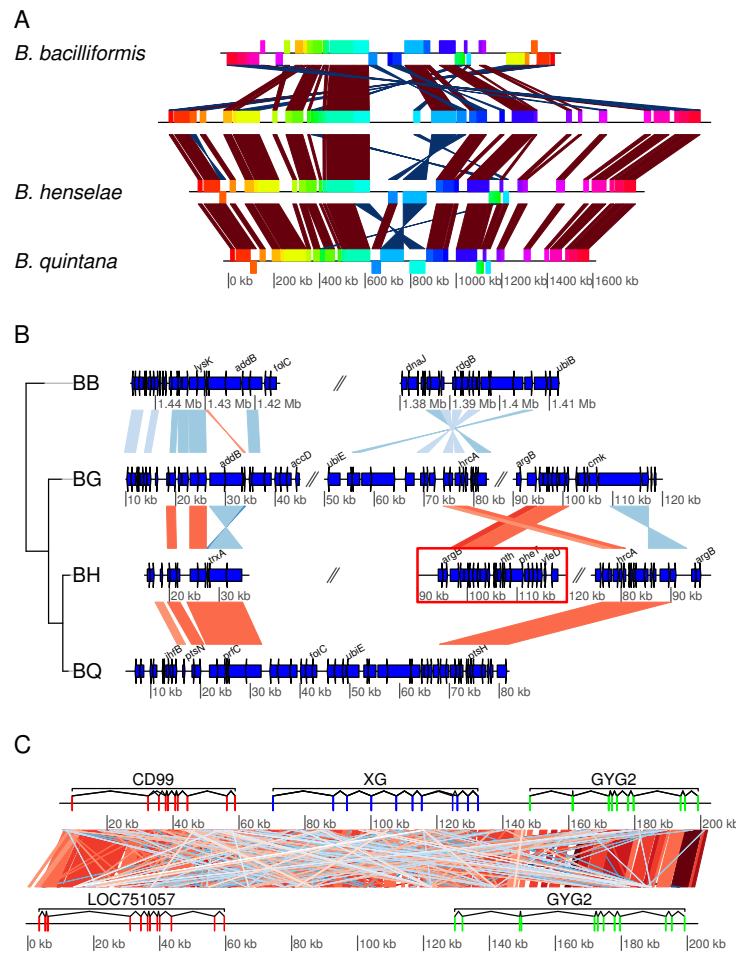 A
B. bacilliformis
B. henselae
B. quintana
0 kb 200 kb 400 kb 600 kb 800 kb 1000 kb 1200 kb 1400 kb 1600 kb
B
lysK addB folC dnaJ rdgB ubiB
BB
1.44 Mb 1.43 Mb 1.42 Mb 1.38 Mb 1.39 Mb 1.4 Mb 1.41 Mb
addB accD ubiE hrcA argB cmk
BG
10 kb 20 kb 30 kb 40 kb 50 kb 60 kb 70 kb 80 kb 90 kb 100 kb 110 kb 120 kb
trxA argB nth pheT yfeD hrcA argB
BH
20 kb 30 kb 90 kb 100 kb 110 kb 120 kb 80 kb 90 kb
ihfB ptsN prfC folC ubiE ptsH
BQ
10 kb 20 kb 30 kb 40 kb 50 kb 60 kb 70 kb 80 kb
C
CD99 XG GYG2
20 kb 40 kb 60 kb 80 kb 100 kb 120 kb 140 kb 160 kb 180 kb 200 kb
LOC751057 GYG2
0 kb 20 kb 40 kb 60 kb 80 kb 100 kb 120 kb 140 kb 160 kb 180 kb 200 kb